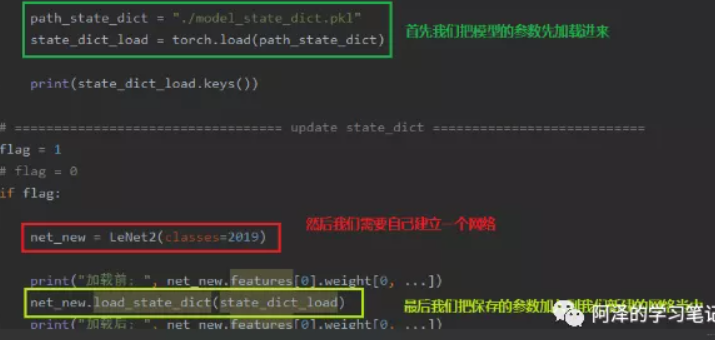 path_state_dict = "./model_state_dict.pkl"
state_dict_load = torch.load(path_state_dict)
首先我们把模型的参数先加载进来
print(state_dict_load.keys())
# ================================= update state_dict ==========================
flag = 1
# flag = 0
if flag:
然后我们需要自己建立一个网络
net_new = LeNet2(classes=2019)
print("加载前: ", net_new.features[0].weight[0, ...])
net_new.load_state_dict(state_dict_load)
最后我们把保存的参数加
print("加载后: ", net_new.features[0].weight[0, ...])
阿泽的学习笔记